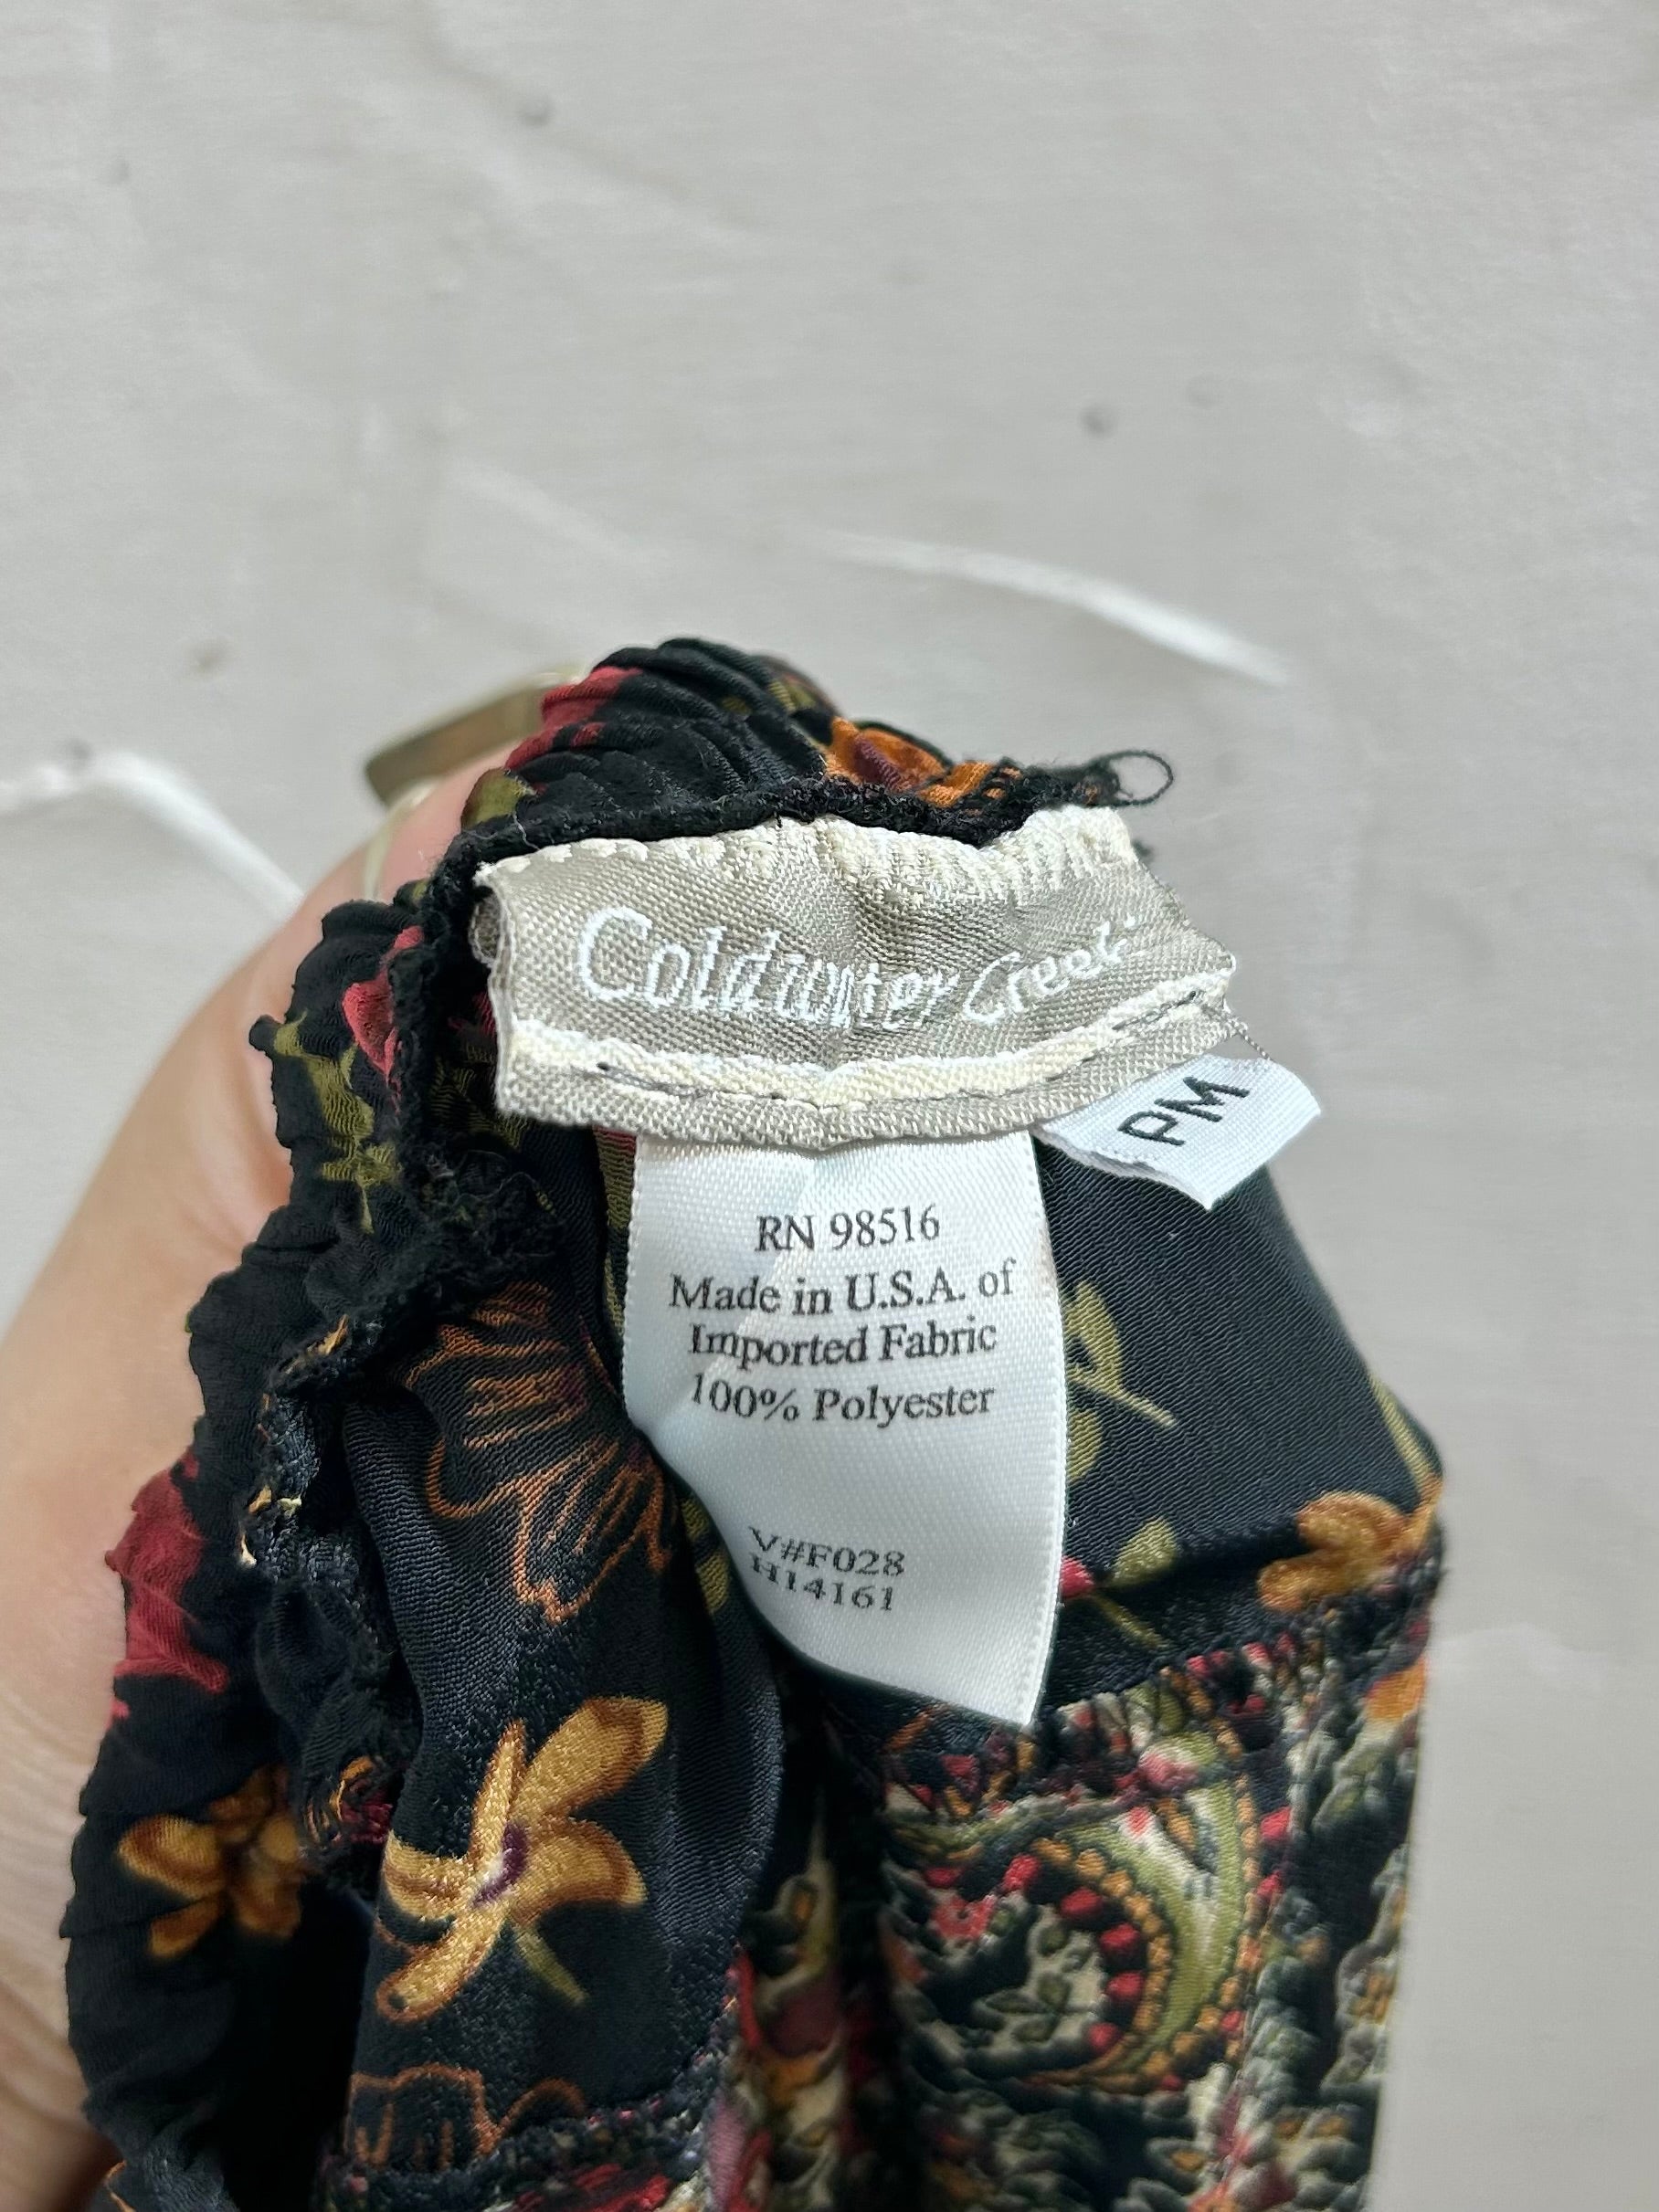 Coldwater Creek
PM
RN 98516
Made in U.S.A. of
Imported Fabric
100% Polyester
V#F028
H14161